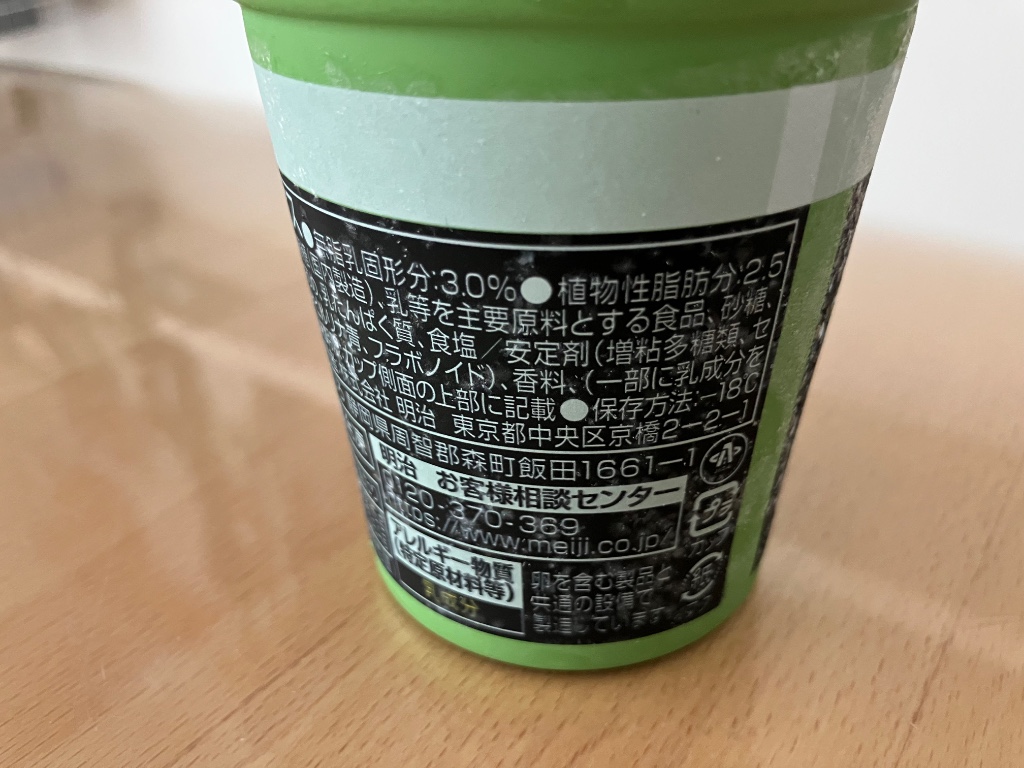 ●無脂乳固形分:3.0%●植物性脂肪分:2.5
製造)、乳等を主要原料とする食品、砂糖、
たんぱく質、食塩／安定剤(増粘多糖類、セ
フラボノイド)、香料、(一部に乳成分を
カップ側面の上部に記載●保存方法:-18℃
会社 明治 東京都中央区京橋2-2-1
静岡県周智郡森町飯田1661-1
明治 お客様相談センター
0120-370-369
https://www.meiji.co.jp/
アレルギー物質
(特定原材料等)
乳成分
卵を含む製品と
共通の設備で
製造しています。
カップ
紙